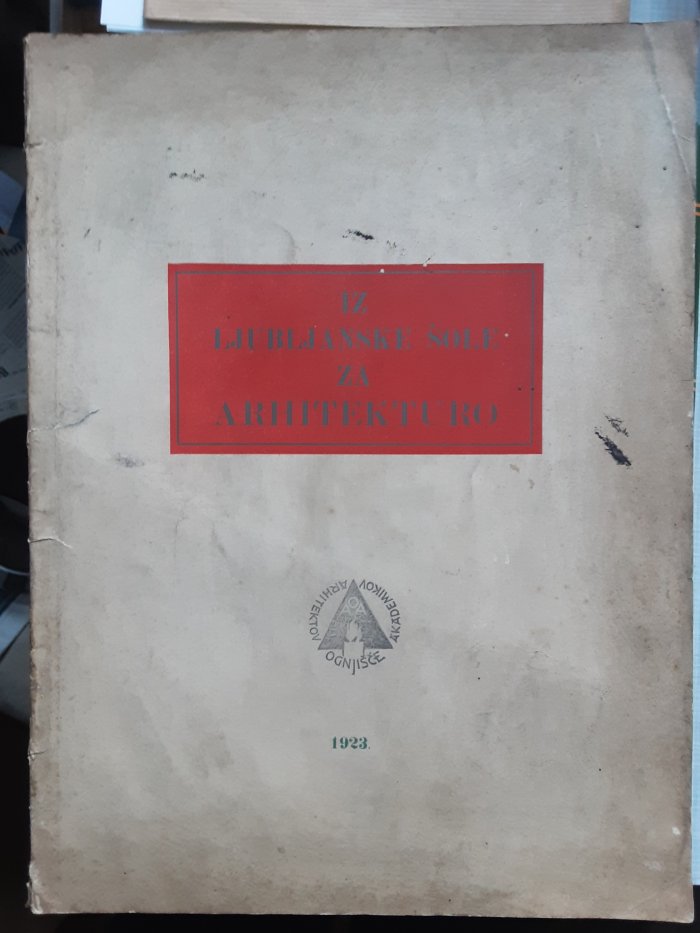 IZ
LJUBLJANSKE ŠOLE
ZA
ARHITEKTURO
OGNJIŠČE AKADEMIKOV ARHITEKTOV
1923.